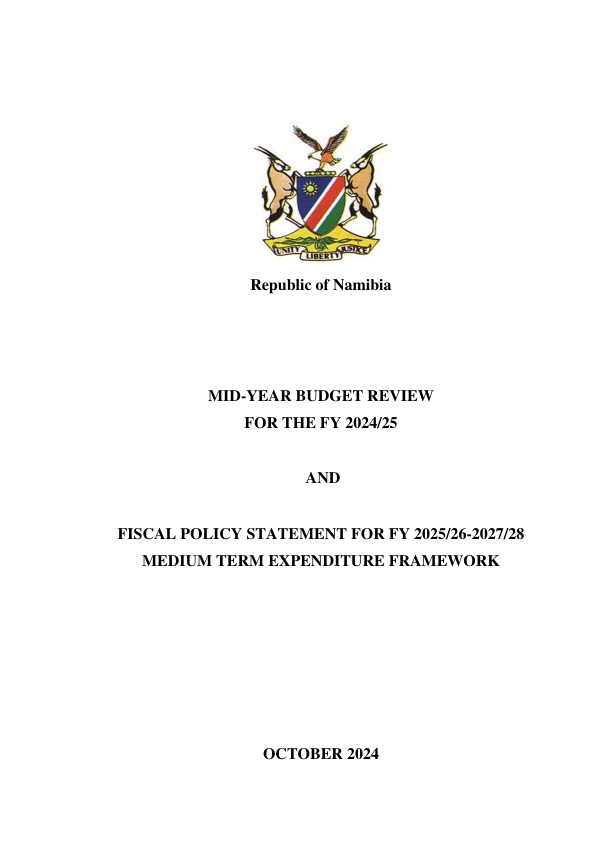 UNITY LIBERTY JUSTICE
Republic of Namibia
MID-YEAR BUDGET REVIEW
FOR THE FY 2024/25
AND
FISCAL POLICY STATEMENT FOR FY 2025/26-2027/28
MEDIUM TERM EXPENDITURE FRAMEWORK
OCTOBER 2024